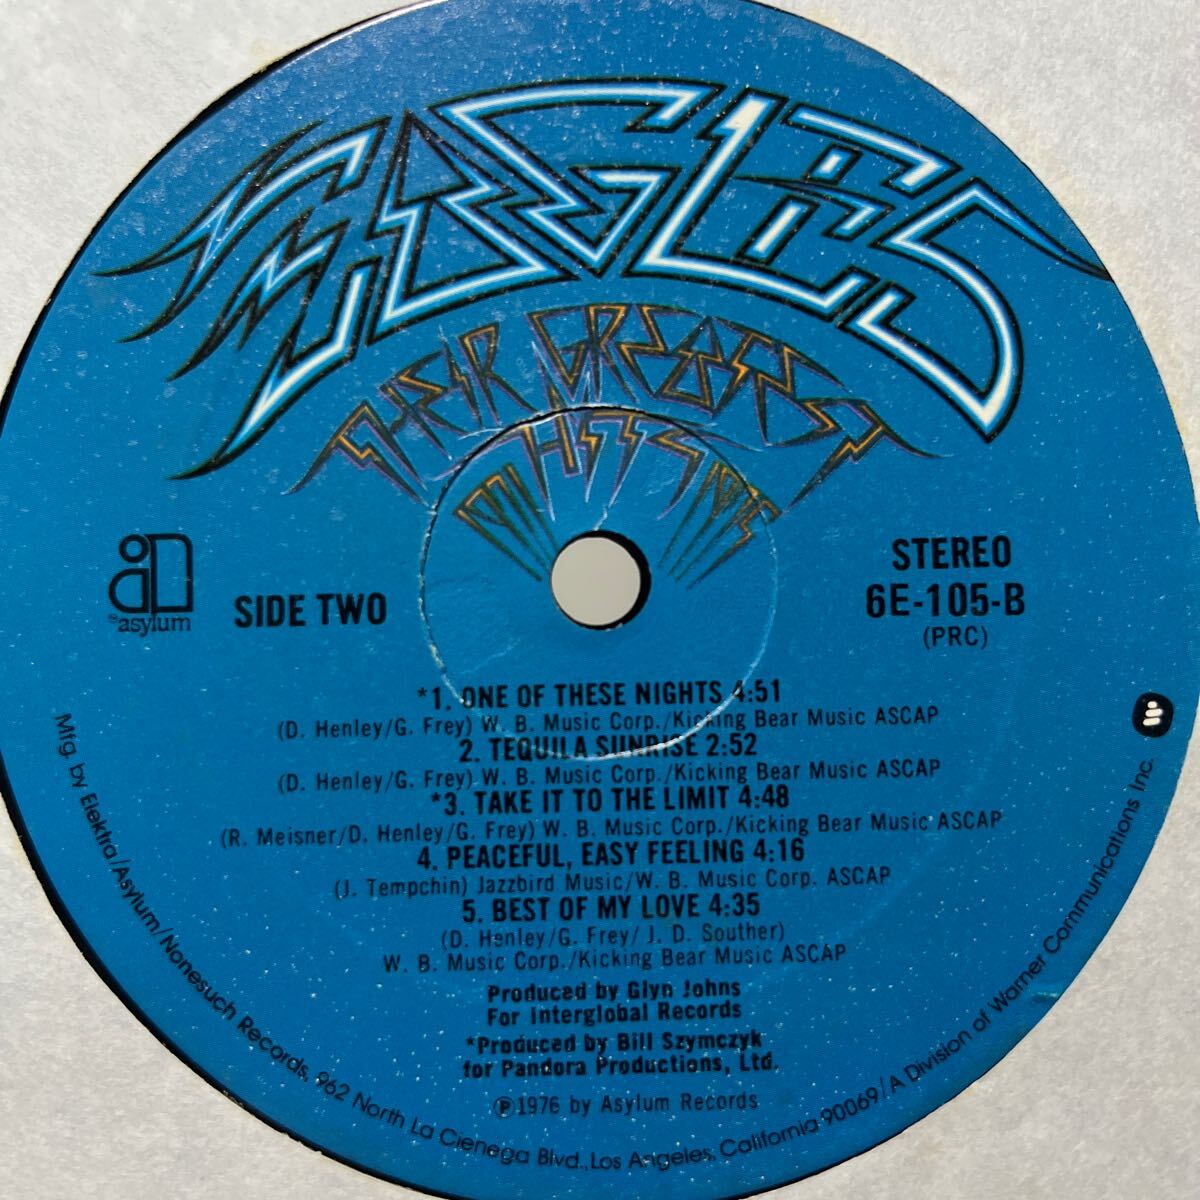 EAGLES
THEIR GREATEST HITS
asylum
SIDE TWO
STEREO
6E-105-B
(PRC)
*1. ONE OF THESE NIGHTS 4:51
(D. Henley/G. Frey) W. B. Music Corp./Kicking Bear Music ASCAP
2. TEQUILA SUNRISE 2:52
(D. Henley/G. Frey) W. B. Music Corp./Kicking Bear Music ASCAP
*3. TAKE IT TO THE LIMIT 4:48
(R. Meisner/D. Henley/G. Frey) W. B. Music Corp./Kicking Bear Music ASCAP
4. PEACEFUL, EASY FEELING 4:16
(J. Tempchin) Jazzbird Music/W. B. Music Corp. ASCAP
5. BEST OF MY LOVE 4:35
(D. Henley/G. Frey/ J. D. Souther)
W. B. Music Corp./Kicking Bear Music ASCAP
Produced by Glyn Johns
For Interglobal Records
*Produced by Bill Szymczyk
for Pandora Productions, Ltd.
℗1976 by Asylum Records
Mfg. by Elektra/Asylum/Nonesuch Records, 962 North La Cienega Blvd., Los Angeles, California 90069/A Division of Warner Communications Inc.